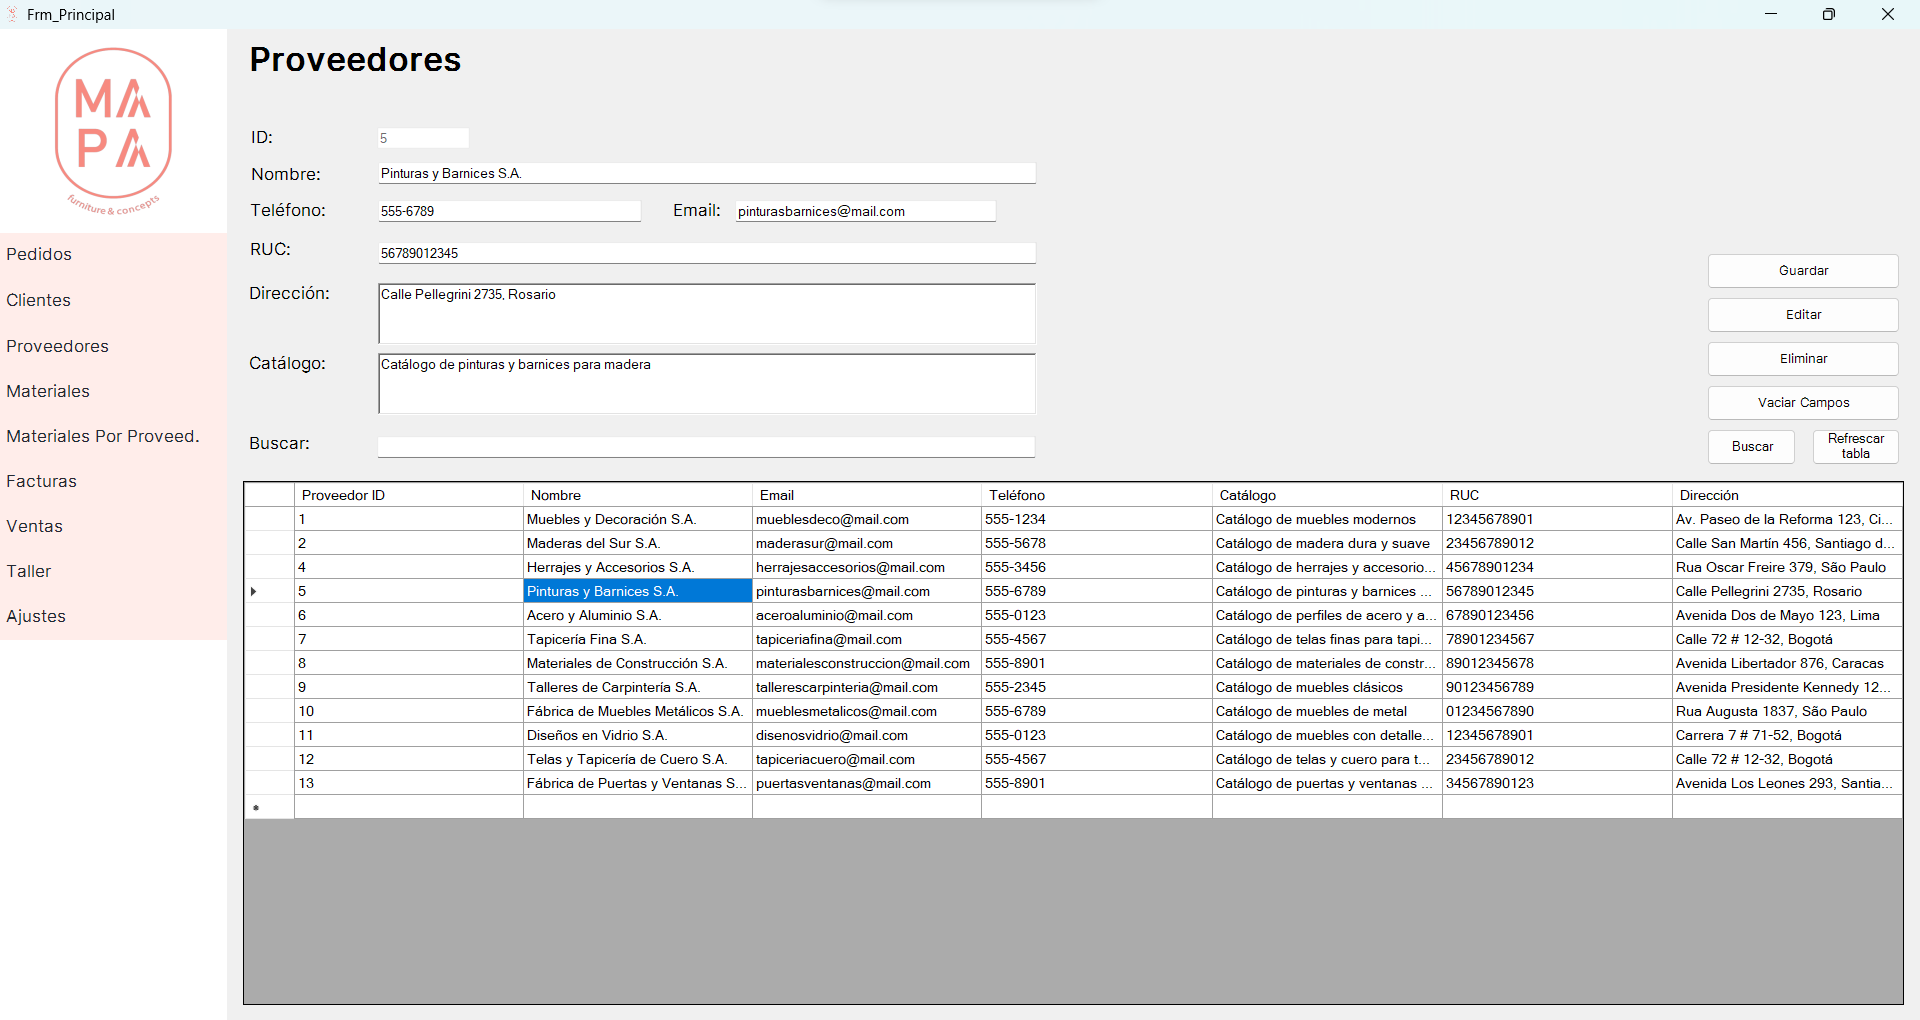 Frm_Principal
MA
PA
furniture & concepts
Pedidos
Clientes
Proveedores
Materiales
Materiales Por Proveed.
Facturas
Ventas
Taller
Ajustes
Proveedores
ID: 5
Nombre: Pinturas y Barnices S.A.
Teléfono: 555-6789 Email: pinturasbarnices@mail.com
RUC: 56789012345
Dirección: Calle Pellegrini 2735, Rosario
Catálogo: Catálogo de pinturas y barnices para madera
Buscar:
Guardar
Editar
Eliminar
Vaciar Campos
Buscar
Refrescar
tabla
Proveedor ID Nombre Email Teléfono Catálogo RUC Dirección
1 Muebles y Decoración S.A. mueblesdeco@mail.com 555-1234 Catálogo de muebles modernos 12345678901 Av. Paseo de la Reforma 123, Ci...
2 Maderas del Sur S.A. maderasur@mail.com 555-5678 Catálogo de madera dura y suave 23456789012 Calle San Martín 456, Santiago d...
4 Herrajes y Accesorios S.A. herrajesaccesorios@mail.com 555-3456 Catálogo de herrajes y accesorio... 45678901234 Rua Oscar Freire 379, São Paulo
5 Pinturas y Barnices S.A. pinturasbarnices@mail.com 555-6789 Catálogo de pinturas y barnices ... 56789012345 Calle Pellegrini 2735, Rosario
6 Acero y Aluminio S.A. aceroaluminio@mail.com 555-0123 Catálogo de perfiles de acero y a... 67890123456 Avenida Dos de Mayo 123, Lima
7 Tapicería Fina S.A. tapiceriafina@mail.com 555-4567 Catálogo de telas finas para tapi... 78901234567 Calle 72 # 12-32, Bogotá
8 Materiales de Construcción S.A. materialesconstruccion@mail.com 555-8901 Catálogo de materiales de constr... 89012345678 Avenida Libertador 876, Caracas
9 Talleres de Carpintería S.A. tallerescarpinteria@mail.com 555-2345 Catálogo de muebles clásicos 90123456789 Avenida Presidente Kennedy 12...
10 Fábrica de Muebles Metálicos S.A. mueblesmetalicos@mail.com 555-6789 Catálogo de muebles de metal 01234567890 Rua Augusta 1837, São Paulo
11 Diseños en Vidrio S.A. disenosvidrio@mail.com 555-0123 Catálogo de muebles con detalle... 12345678901 Carrera 7 # 71-52, Bogotá
12 Telas y Tapicería de Cuero S.A. tapiceriacuero@mail.com 555-4567 Catálogo de telas y cuero para t... 23456789012 Calle 72 # 12-32, Bogotá
13 Fábrica de Puertas y Ventanas S... puertasventanas@mail.com 555-8901 Catálogo de puertas y ventanas ... 34567890123 Avenida Los Leones 293, Santia...